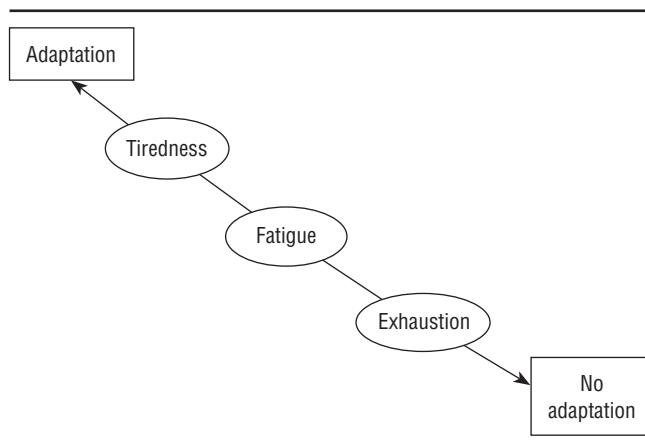 Adaptation
Tiredness
Fatigue
Exhaustion
No
adaptation